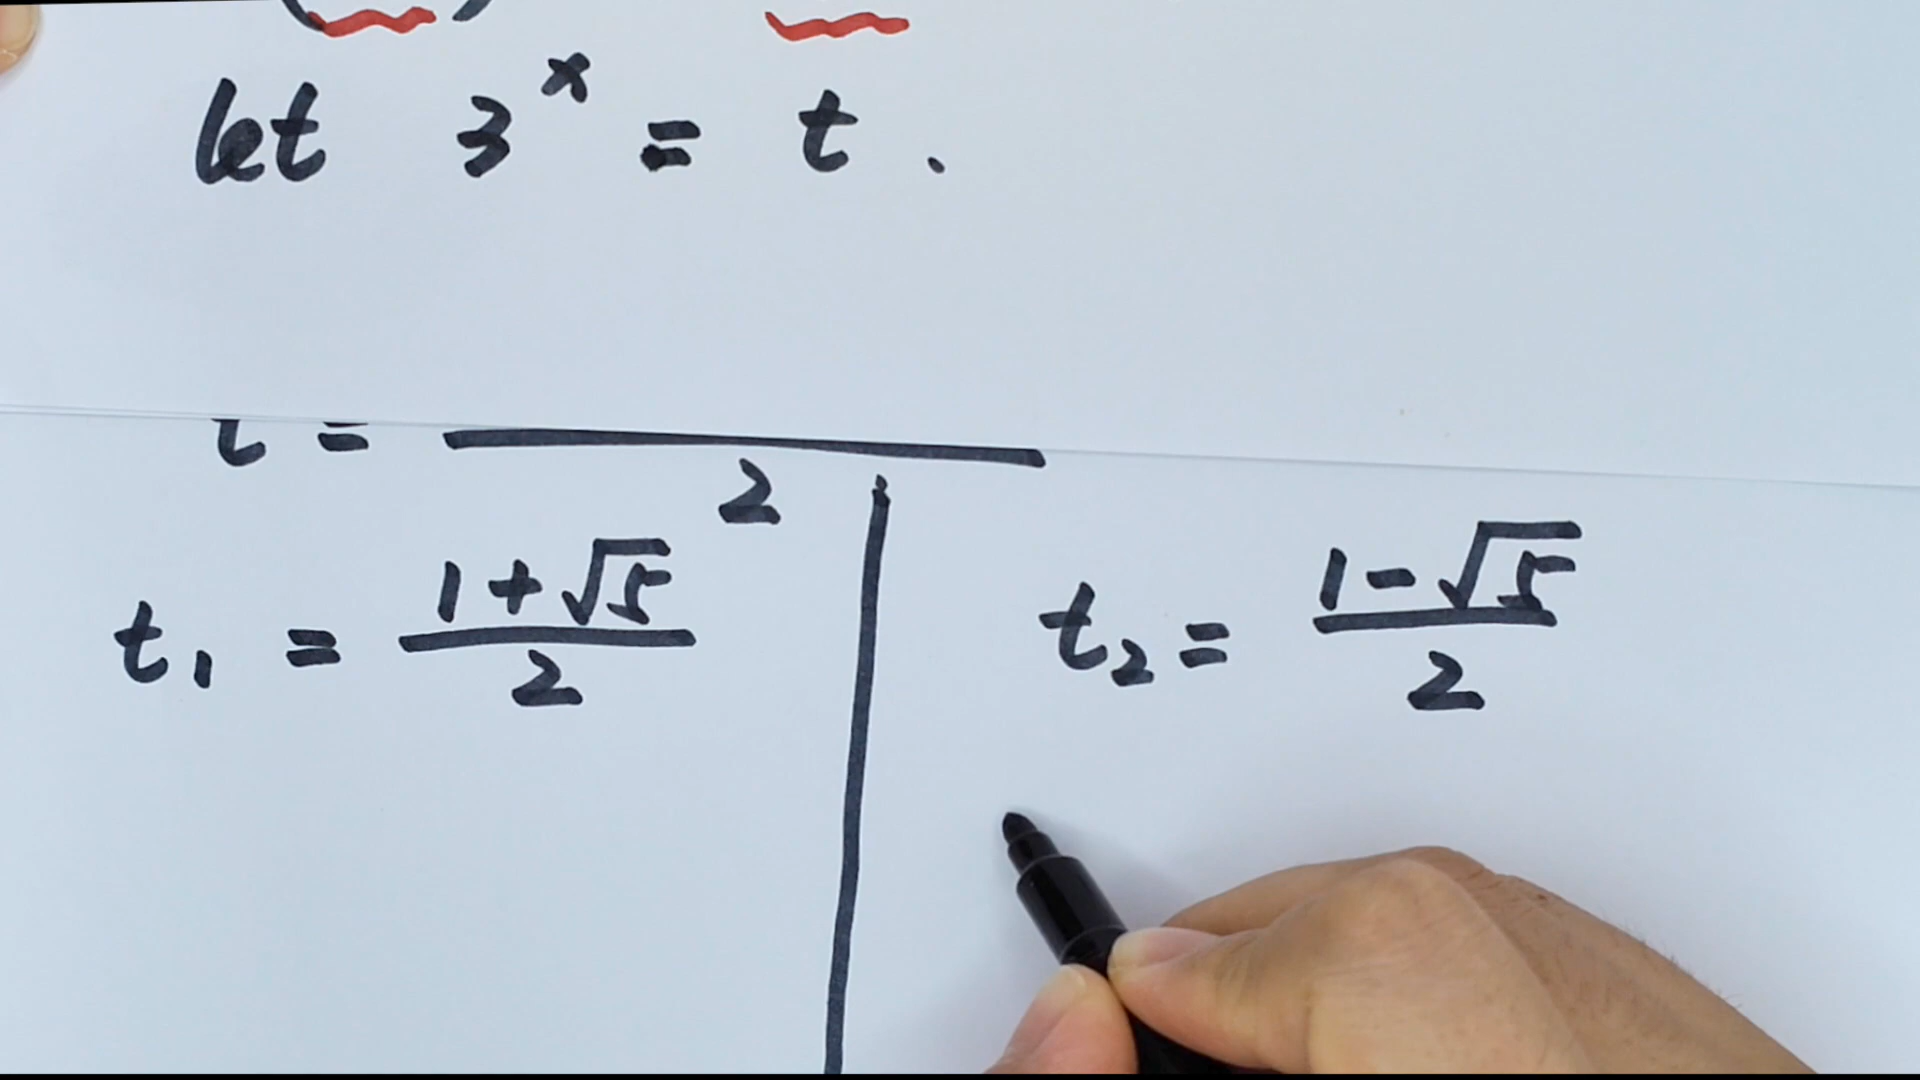 let 3^x = t .
t = ─── / 2
t₁ = (1+√5)/2
t₂ = (1-√5)/2